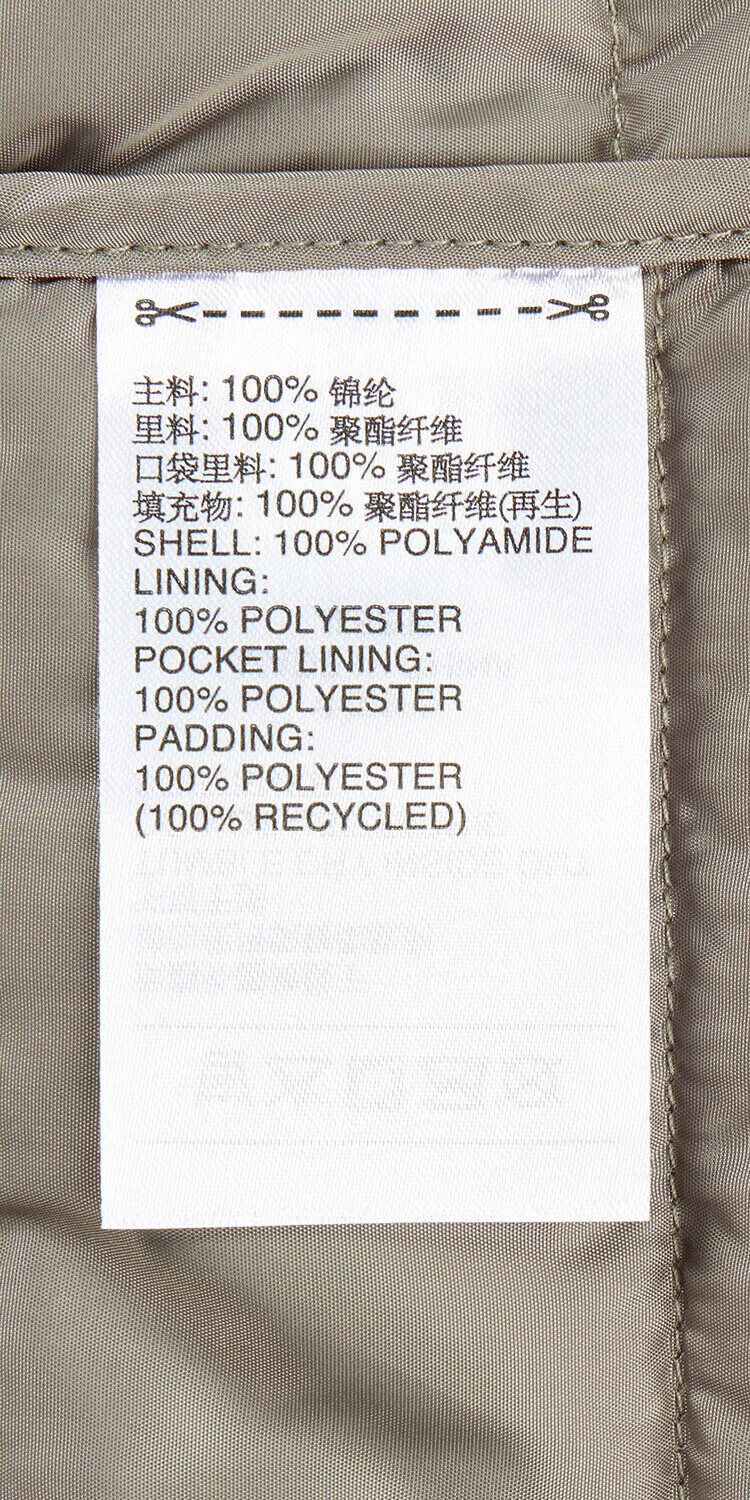 主料: 100% 锦纶
里料: 100% 聚酯纤维
口袋里料: 100% 聚酯纤维
填充物: 100% 聚酯纤维(再生)
SHELL: 100% POLYAMIDE
LINING:
100% POLYESTER
POCKET LINING:
100% POLYESTER
PADDING:
100% POLYESTER
(100% RECYCLED)